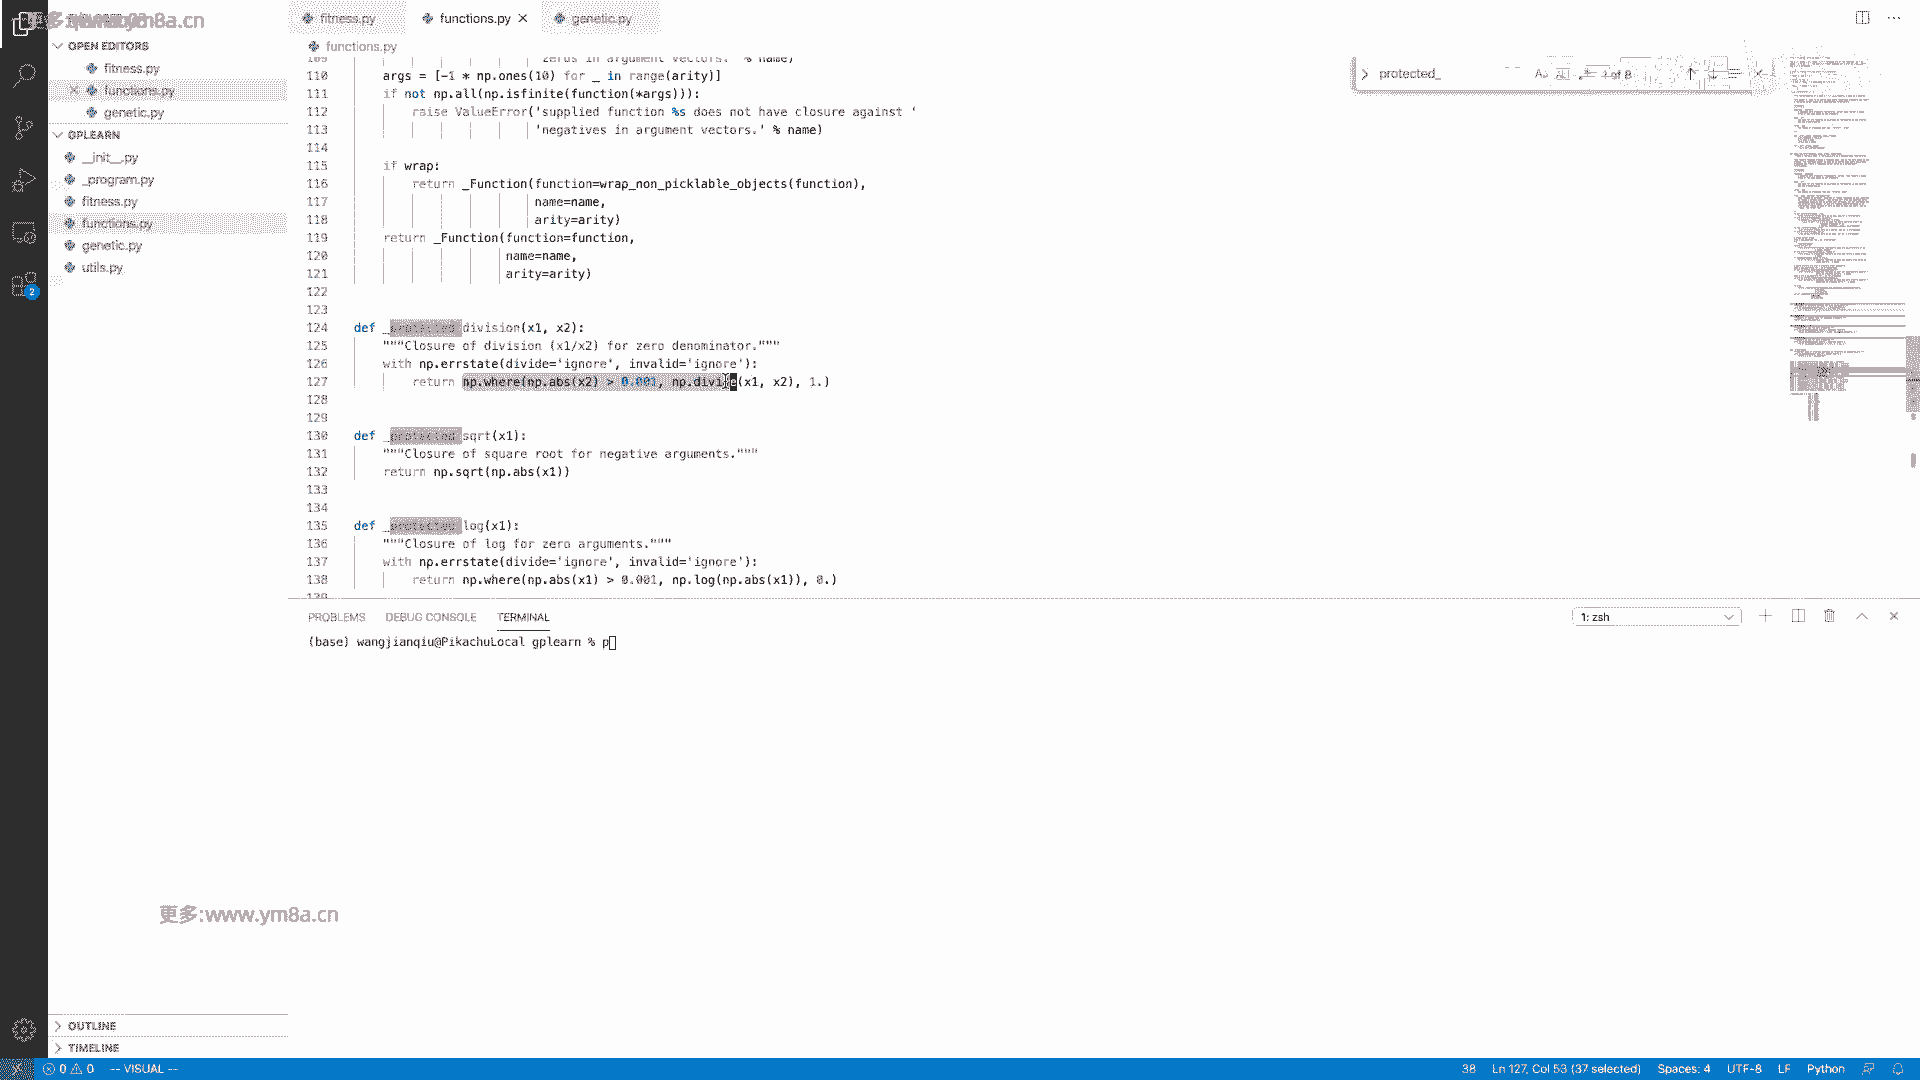 更多:www.ym8a.cn
fitness.py
functions.py
genetic.py
OPEN EDITORS
fitness.py
functions.py
genetic.py
GPLEARN
__init__.py
_program.py
fitness.py
functions.py
genetic.py
utils.py
OUTLINE
TIMELINE
functions.py
protected_
109 zeros in argument vectors.' % name)
110 args = [-1 * np.ones(10) for _ in range(arity)]
111 if not np.all(np.isfinite(function(*args))):
112 raise ValueError('supplied function %s does not have closure against '
113 'negatives in argument vectors.' % name)
114
115 if wrap:
116 return _Function(function=wrap_non_picklable_objects(function),
117 name=name,
118 arity=arity)
119 return _Function(function=function,
120 name=name,
121 arity=arity)
122
123
124 def _protected_division(x1, x2):
125 """Closure of division (x1/x2) for zero denominator."""
126 with np.errstate(divide='ignore', invalid='ignore'):
127 return np.where(np.abs(x2) > 0.001, np.divide(x1, x2), 1.)
128
129
130 def _protected_sqrt(x1):
131 """Closure of square root for negative arguments."""
132 return np.sqrt(np.abs(x1))
133
134
135 def _protected_log(x1):
136 """Closure of log for zero arguments."""
137 with np.errstate(divide='ignore', invalid='ignore'):
138 return np.where(np.abs(x1) > 0.001, np.log(np.abs(x1)), 0.)
139
PROBLEMS DEBUG CONSOLE TERMINAL
1: zsh
(base) wangjianqiu@PikachuLocal gplearn % p
更多:www.ym8a.cn
2
0 0 -- VISUAL --
38 Ln 127, Col 53 (37 selected) Spaces: 4 UTF-8 LF Python